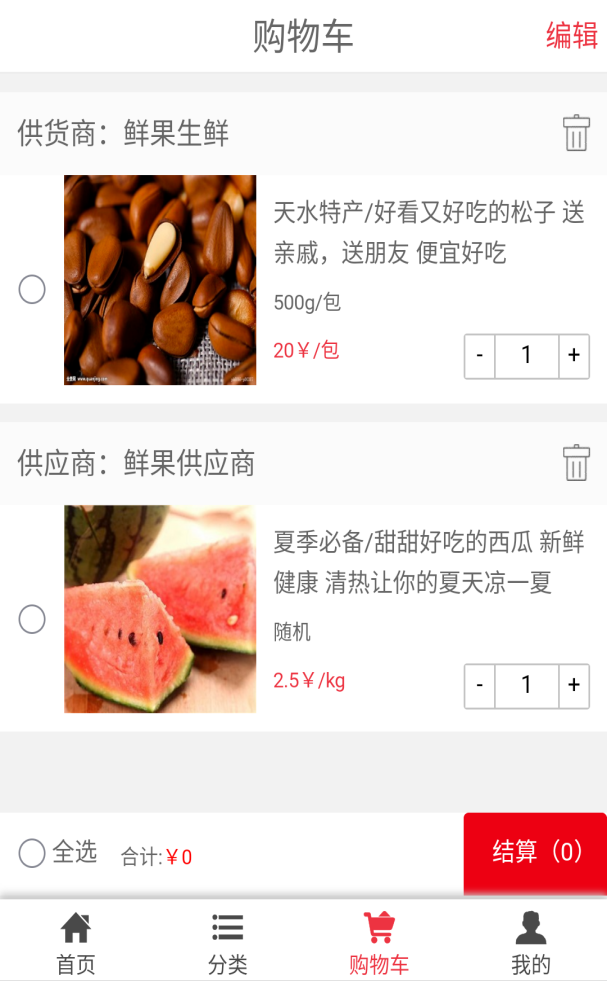 购物车
编辑
供货商：鲜果生鲜
天水特产/好看又好吃的松子 送
亲戚，送朋友 便宜好吃
500g/包
20￥/包
- 1 +
供应商：鲜果供应商
夏季必备/甜甜好吃的西瓜 新鲜
健康 清热让你的夏天凉一夏
随机
2.5￥/kg
- 1 +
全选 合计:￥0 结算（0）
首页 分类 购物车 我的